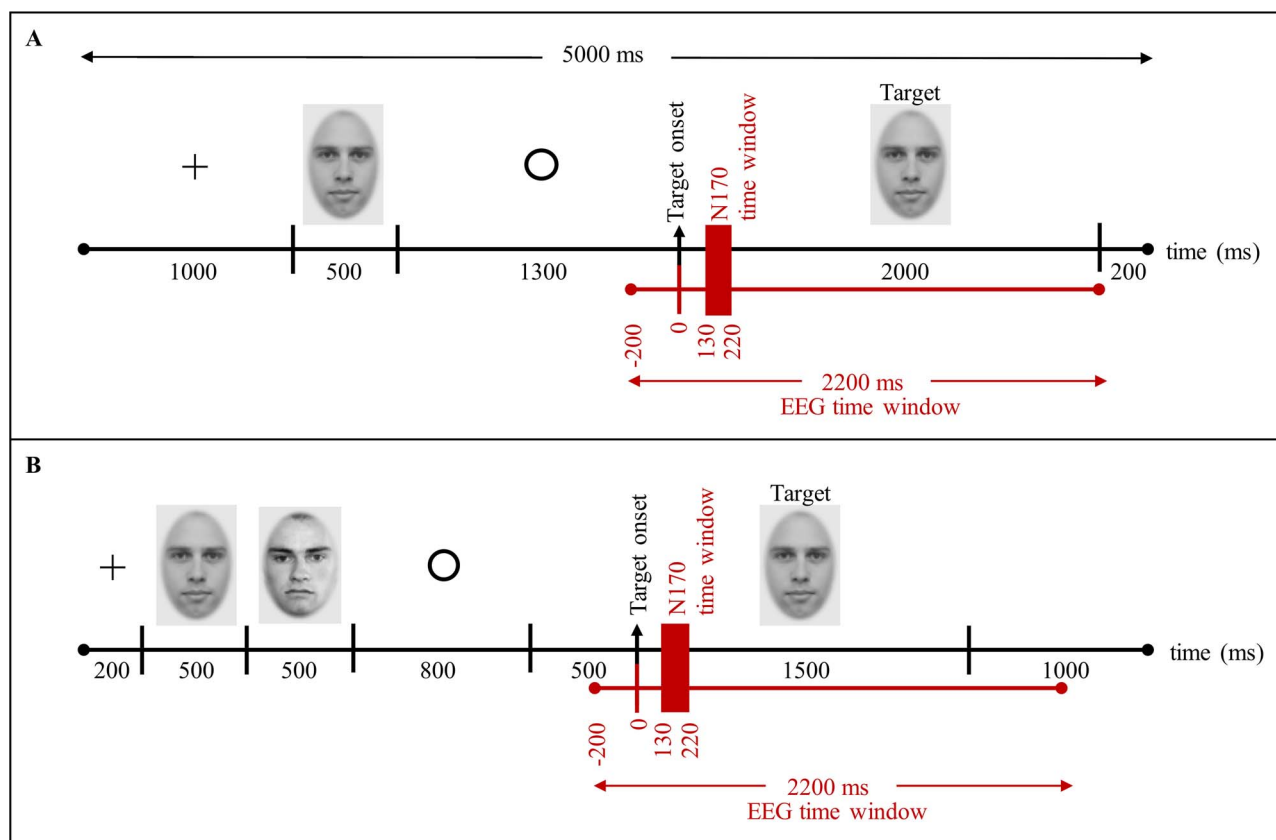 A
5000 ms
Target
Target onset
N170
time window
time (ms)
1000
500
1300
2000
200
-200
0
130
220
2200 ms
EEG time window
B
Target
Target onset
N170
time window
time (ms)
200
500
500
800
500
1500
1000
-200
0
130
220
2200 ms
EEG time window